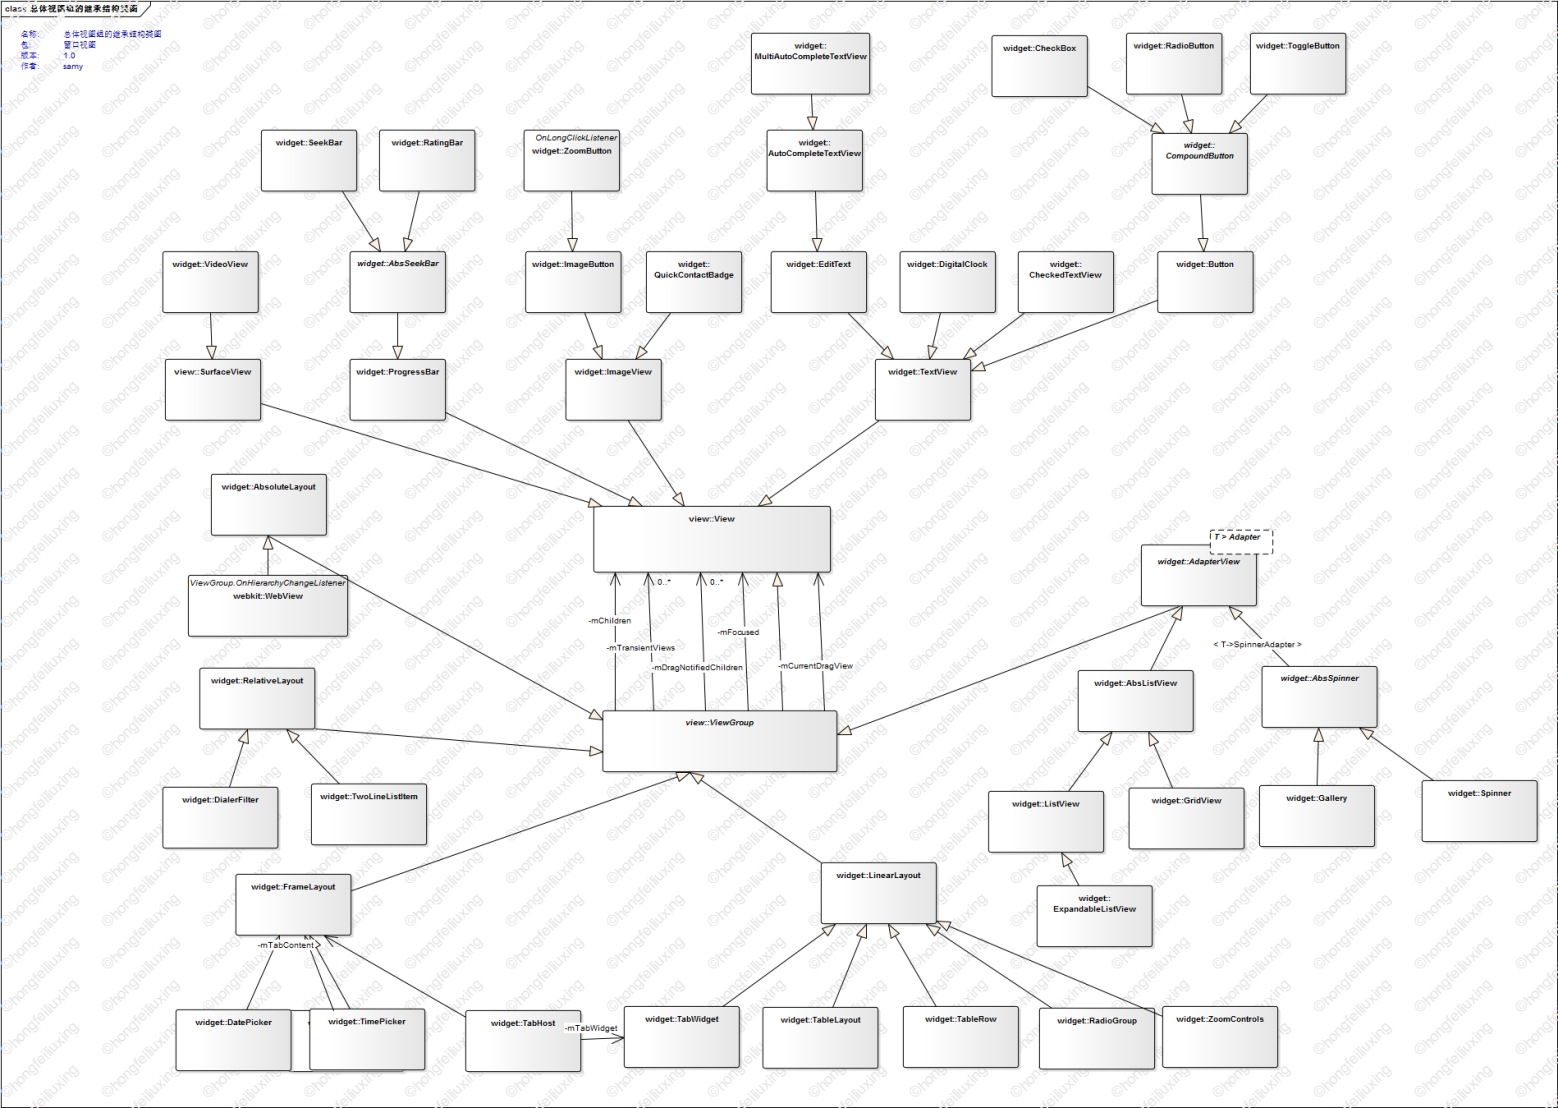 class 总体视图组的继承结构类图
名称: 总体视图组的继承结构类图
包: 窗口视图
版本: 1.0
作者: samy
widget::
MultiAutoCompleteTextView
widget::CheckBox
widget::RadioButton
widget::ToggleButton
widget::SeekBar
widget::RatingBar
OnLongClickListener
widget::ZoomButton
widget::
AutoCompleteTextView
widget::
CompoundButton
widget::VideoView
widget::AbsSeekBar
widget::ImageButton
widget::
QuickContactBadge
widget::EditText
widget::DigitalClock
widget::
CheckedTextView
widget::Button
view::SurfaceView
widget::ProgressBar
widget::ImageView
widget::TextView
widget::AbsoluteLayout
view::View
T > Adapter
widget::AdapterView
ViewGroup.OnHierarchyChangeListener
webkit::WebView
0..*
0..*
-mChildren
-mFocused
-mTransientViews
-mDragNotifiedChildren
-mCurrentDragView
< T->SpinnerAdapter >
widget::RelativeLayout
widget::AbsListView
widget::AbsSpinner
view::ViewGroup
widget::DialerFilter
widget::TwoLineListItem
widget::ListView
widget::GridView
widget::Gallery
widget::Spinner
widget::FrameLayout
widget::LinearLayout
widget::
ExpandableListView
-mTabContent
widget::DatePicker
widget::TimePicker
widget::TabHost
-mTabWidget
widget::TabWidget
widget::TableLayout
widget::TableRow
widget::RadioGroup
widget::ZoomControls
©hongfeiliuxing